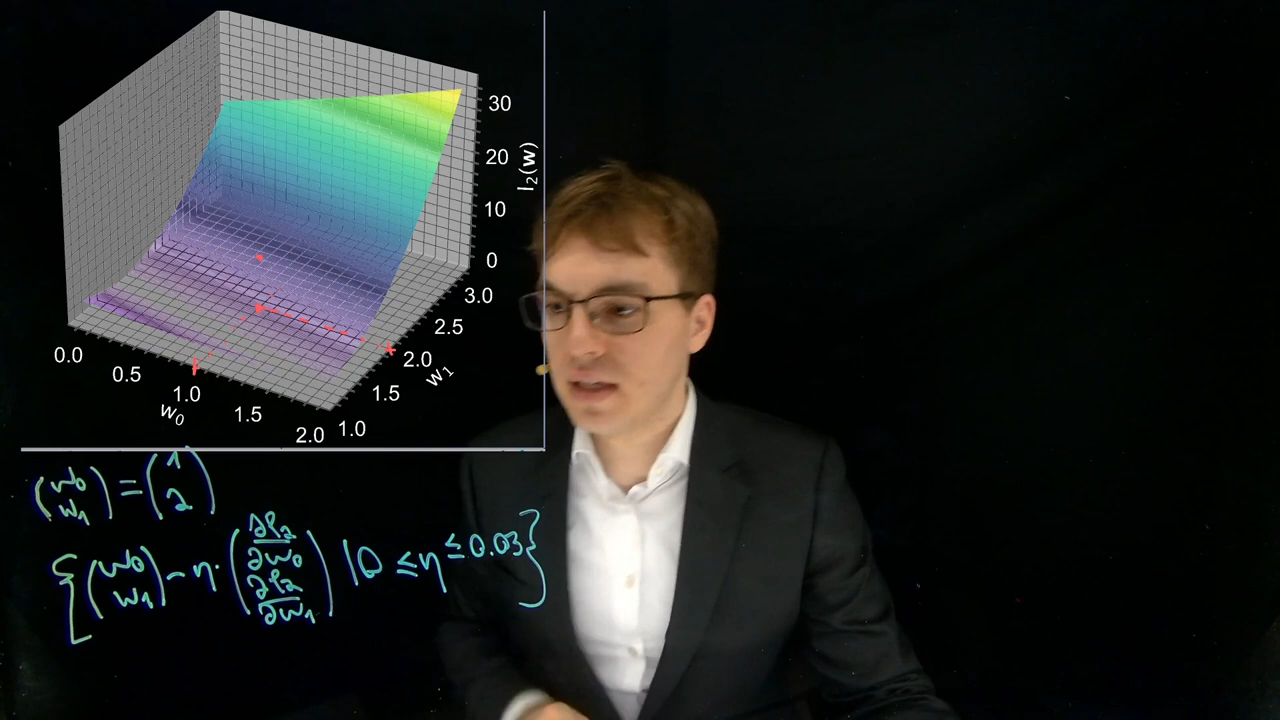 30
20
10
0
l₂(w)
3.0
2.5
2.0
1.5
1.0
w₁
0.0
0.5
1.0
1.5
2.0
w₀
(w₀ w₁) = (1 2)
{(w₀ w₁) - η · (∂ℓ₂/∂w₀ ∂ℓ₂/∂w₁) | 0 ≤ η ≤ 0.03}